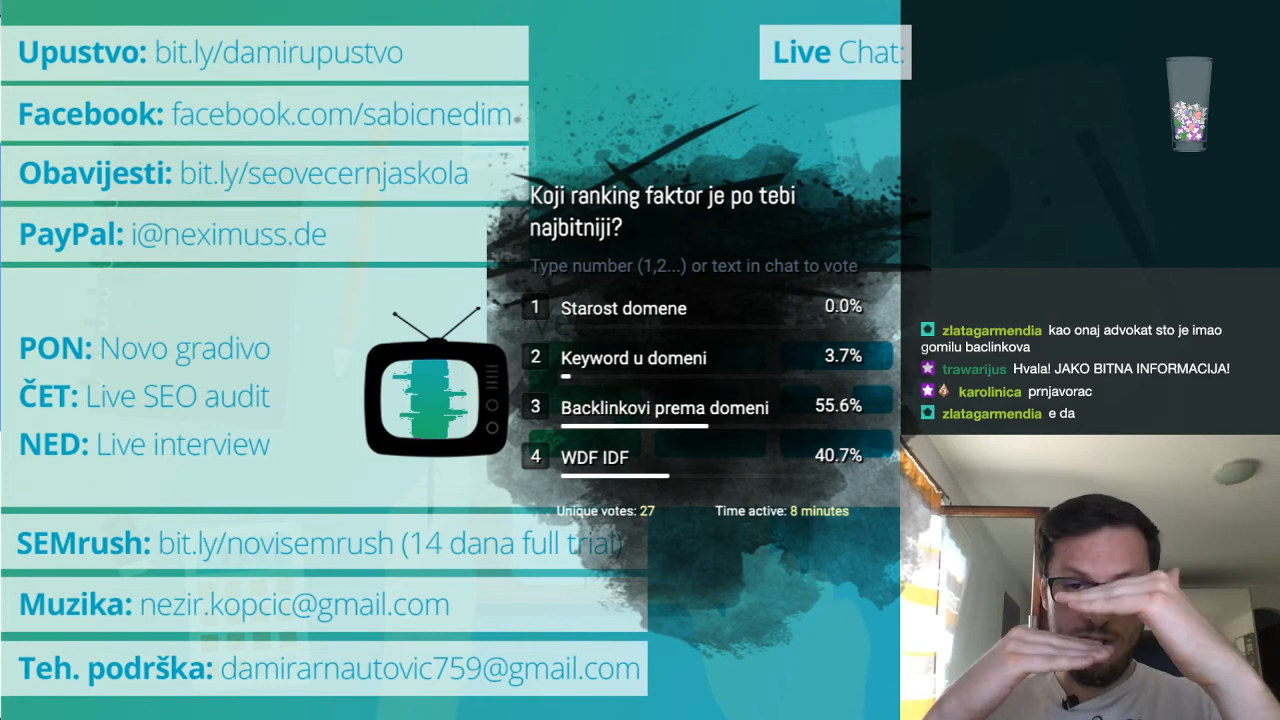 Upustvo: bit.ly/damirupustvo
Facebook: facebook.com/sabicnedim
Obavijesti: bit.ly/seovecernjaskola
PayPal: i@neximuss.de
PON: Novo gradivo
ČET: Live SEO audit
NED: Live interview
SEMrush: bit.ly/novisemrush (14 dana full trial)
Muzika: nezir.kopcic@gmail.com
Teh. podrška: damirarnautovic759@gmail.com
Koji ranking faktor je po tebi
najbitniji?
Type number (1,2...) or text in chat to vote
1 Starost domene 0.0%
2 Keyword u domeni 3.7%
3 Backlinkovi prema domeni 55.6%
4 WDF IDF 40.7%
Unique votes: 27 Time active: 8 minutes
Live Chat:
zlatagarmendia kao onaj advokat sto je imao
gomilu baclinkova
trawarijus Hvala! JAKO BITNA INFORMACIJA!
karolinica prnjavorac
zlatagarmendia e da